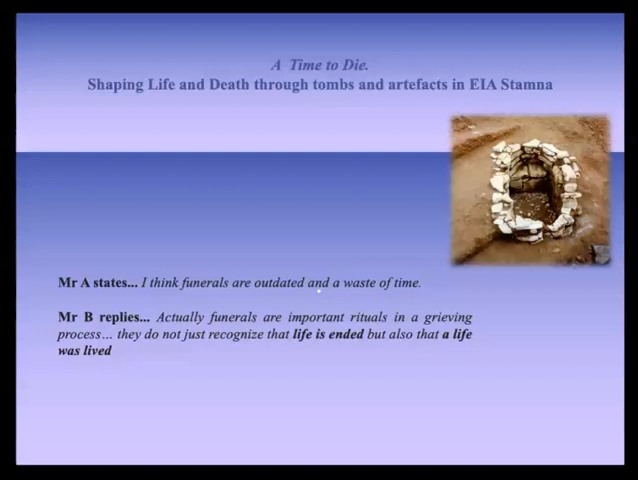 A Time to Die.
Shaping Life and Death through tombs and artefacts in EIA Stamna
Mr A states... I think funerals are outdated and a waste of time.
Mr B replies... Actually funerals are important rituals in a grieving
process... they do not just recognize that life is ended but also that a life
was lived